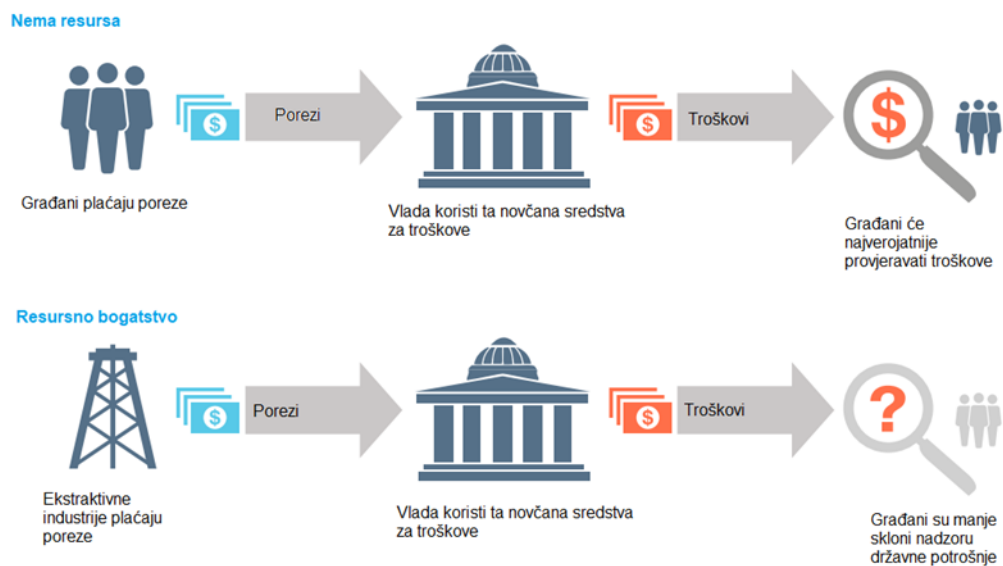 Nema resursa
$
Porezi
$
Troškovi
$
Građani plaćaju poreze
Vlada koristi ta novčana sredstva
za troškove
Građani će
najverojatnije
provjeravati troškove
Resursno bogatstvo
$
Porezi
$
Troškovi
?
Ekstraktivne
industrije plaćaju
poreze
Vlada koristi ta novčana sredstva
za troškove
Građani su manje
skloni nadzoru
državne potrošnje